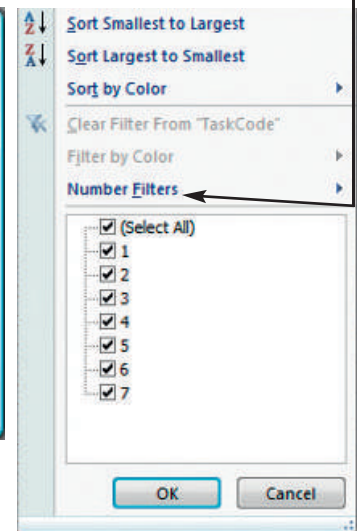 Sort Smallest to Largest
Sort Largest to Smallest
Sort by Color
Clear Filter From "TaskCode"
Filter by Color
Number Filters
(Select All)
1
2
3
4
5
6
7
OK Cancel